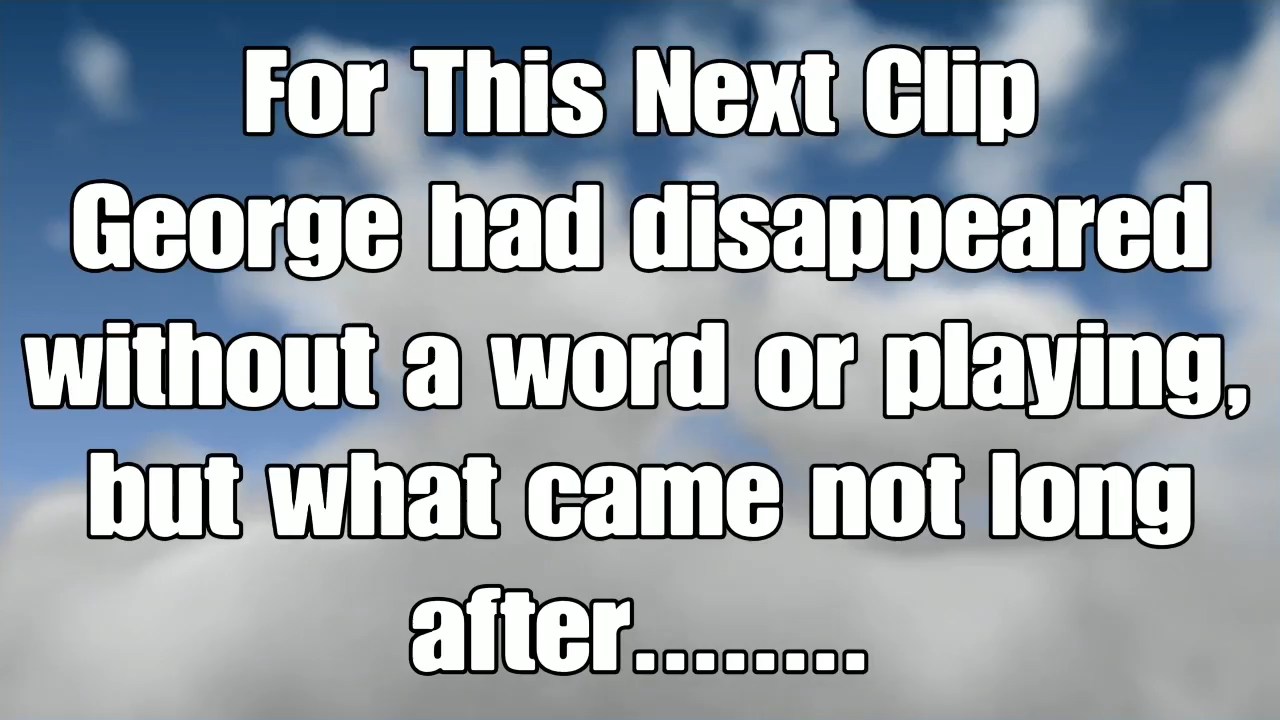 For This Next Clip
George had disappeared
without a word or playing,
but what came not long
after........